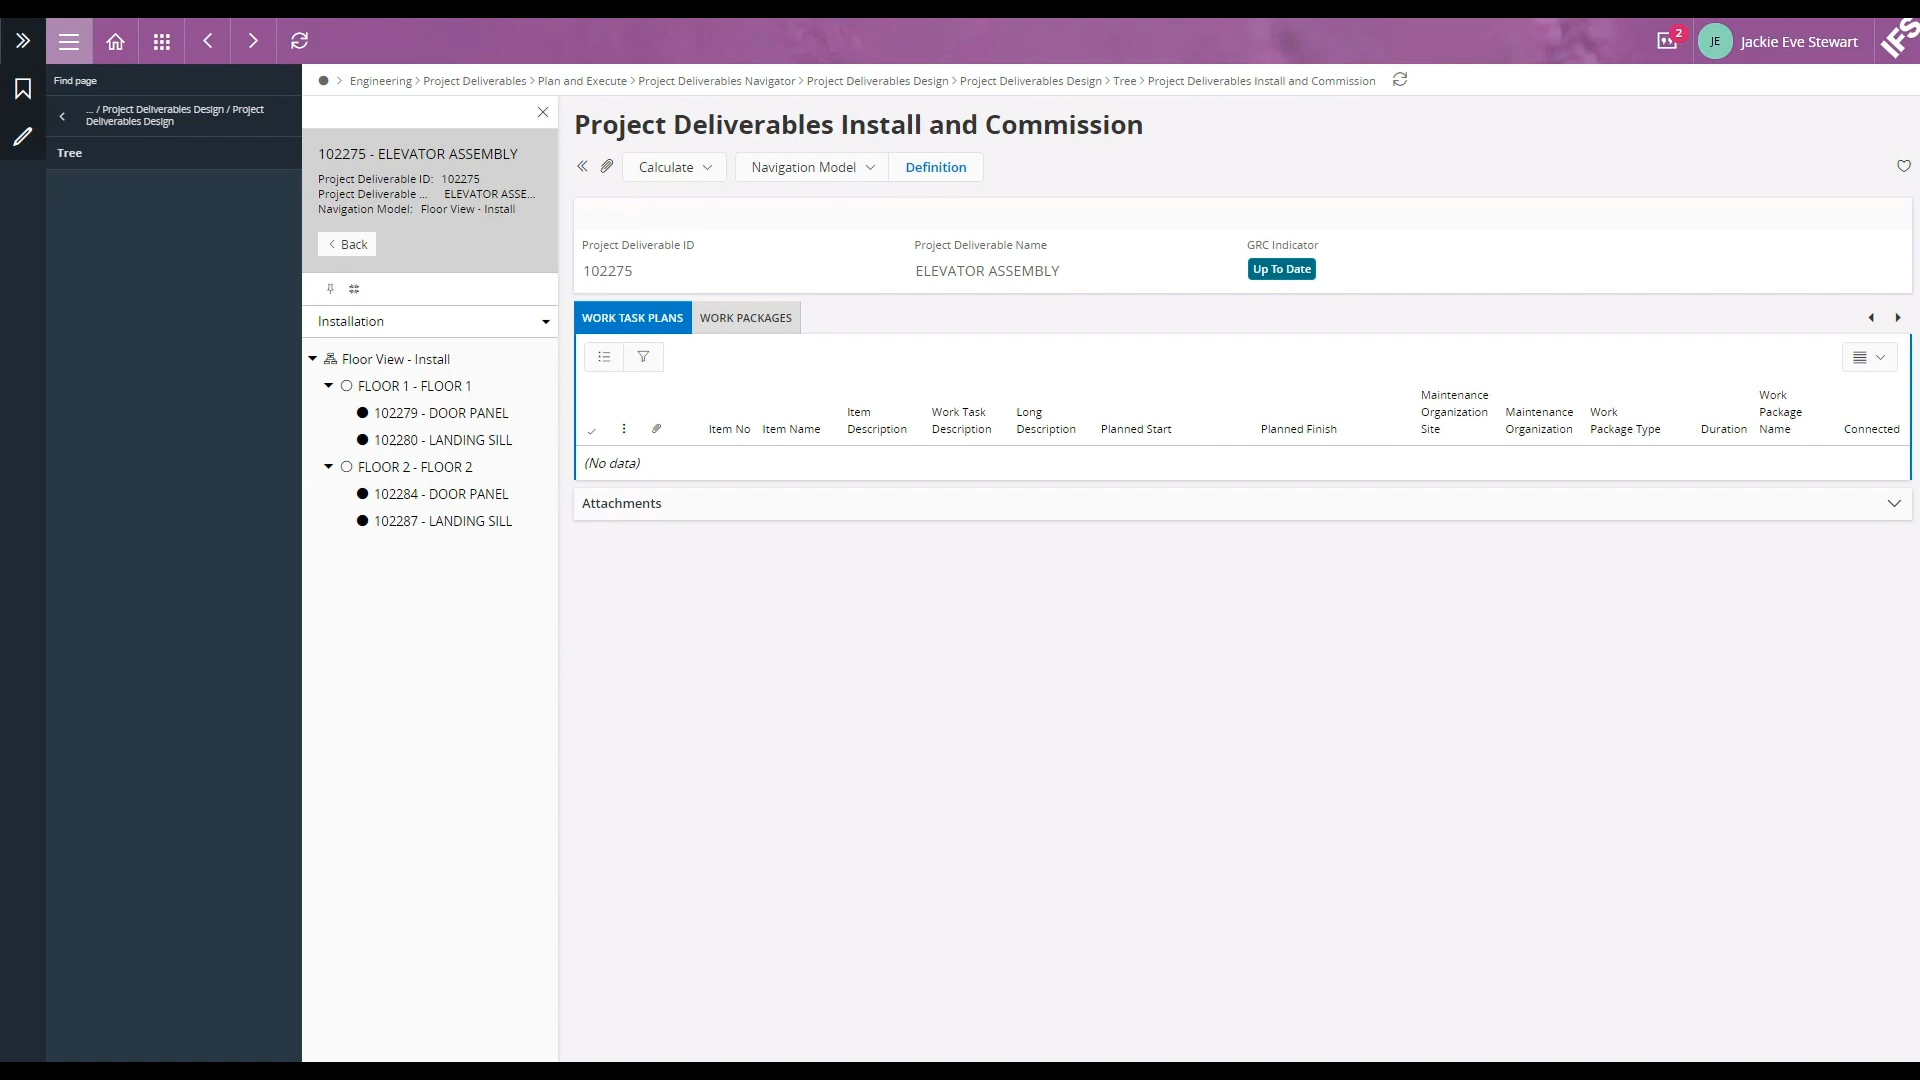 2
JE
Jackie Eve Stewart
IFS
Find page
Engineering > Project Deliverables > Plan and Execute > Project Deliverables Navigator > Project Deliverables Design > Project Deliverables Design > Tree > Project Deliverables Install and Commission
... / Project Deliverables Design / Project
Deliverables Design
Tree
102275 - ELEVATOR ASSEMBLY
Project Deliverable ID: 102275
Project Deliverable ... ELEVATOR ASSE...
Navigation Model: Floor View - Install
Back
Installation
Floor View - Install
FLOOR 1 - FLOOR 1
102279 - DOOR PANEL
102280 - LANDING SILL
FLOOR 2 - FLOOR 2
102284 - DOOR PANEL
102287 - LANDING SILL
Project Deliverables Install and Commission
Calculate
Navigation Model
Definition
Project Deliverable ID
102275
Project Deliverable Name
ELEVATOR ASSEMBLY
GRC Indicator
Up To Date
WORK TASK PLANS
WORK PACKAGES
Item No
Item Name
Item
Description
Work Task
Description
Long
Description
Planned Start
Planned Finish
Maintenance
Organization
Site
Maintenance
Organization
Work
Package Type
Duration
Work
Package
Name
Connected
(No data)
Attachments